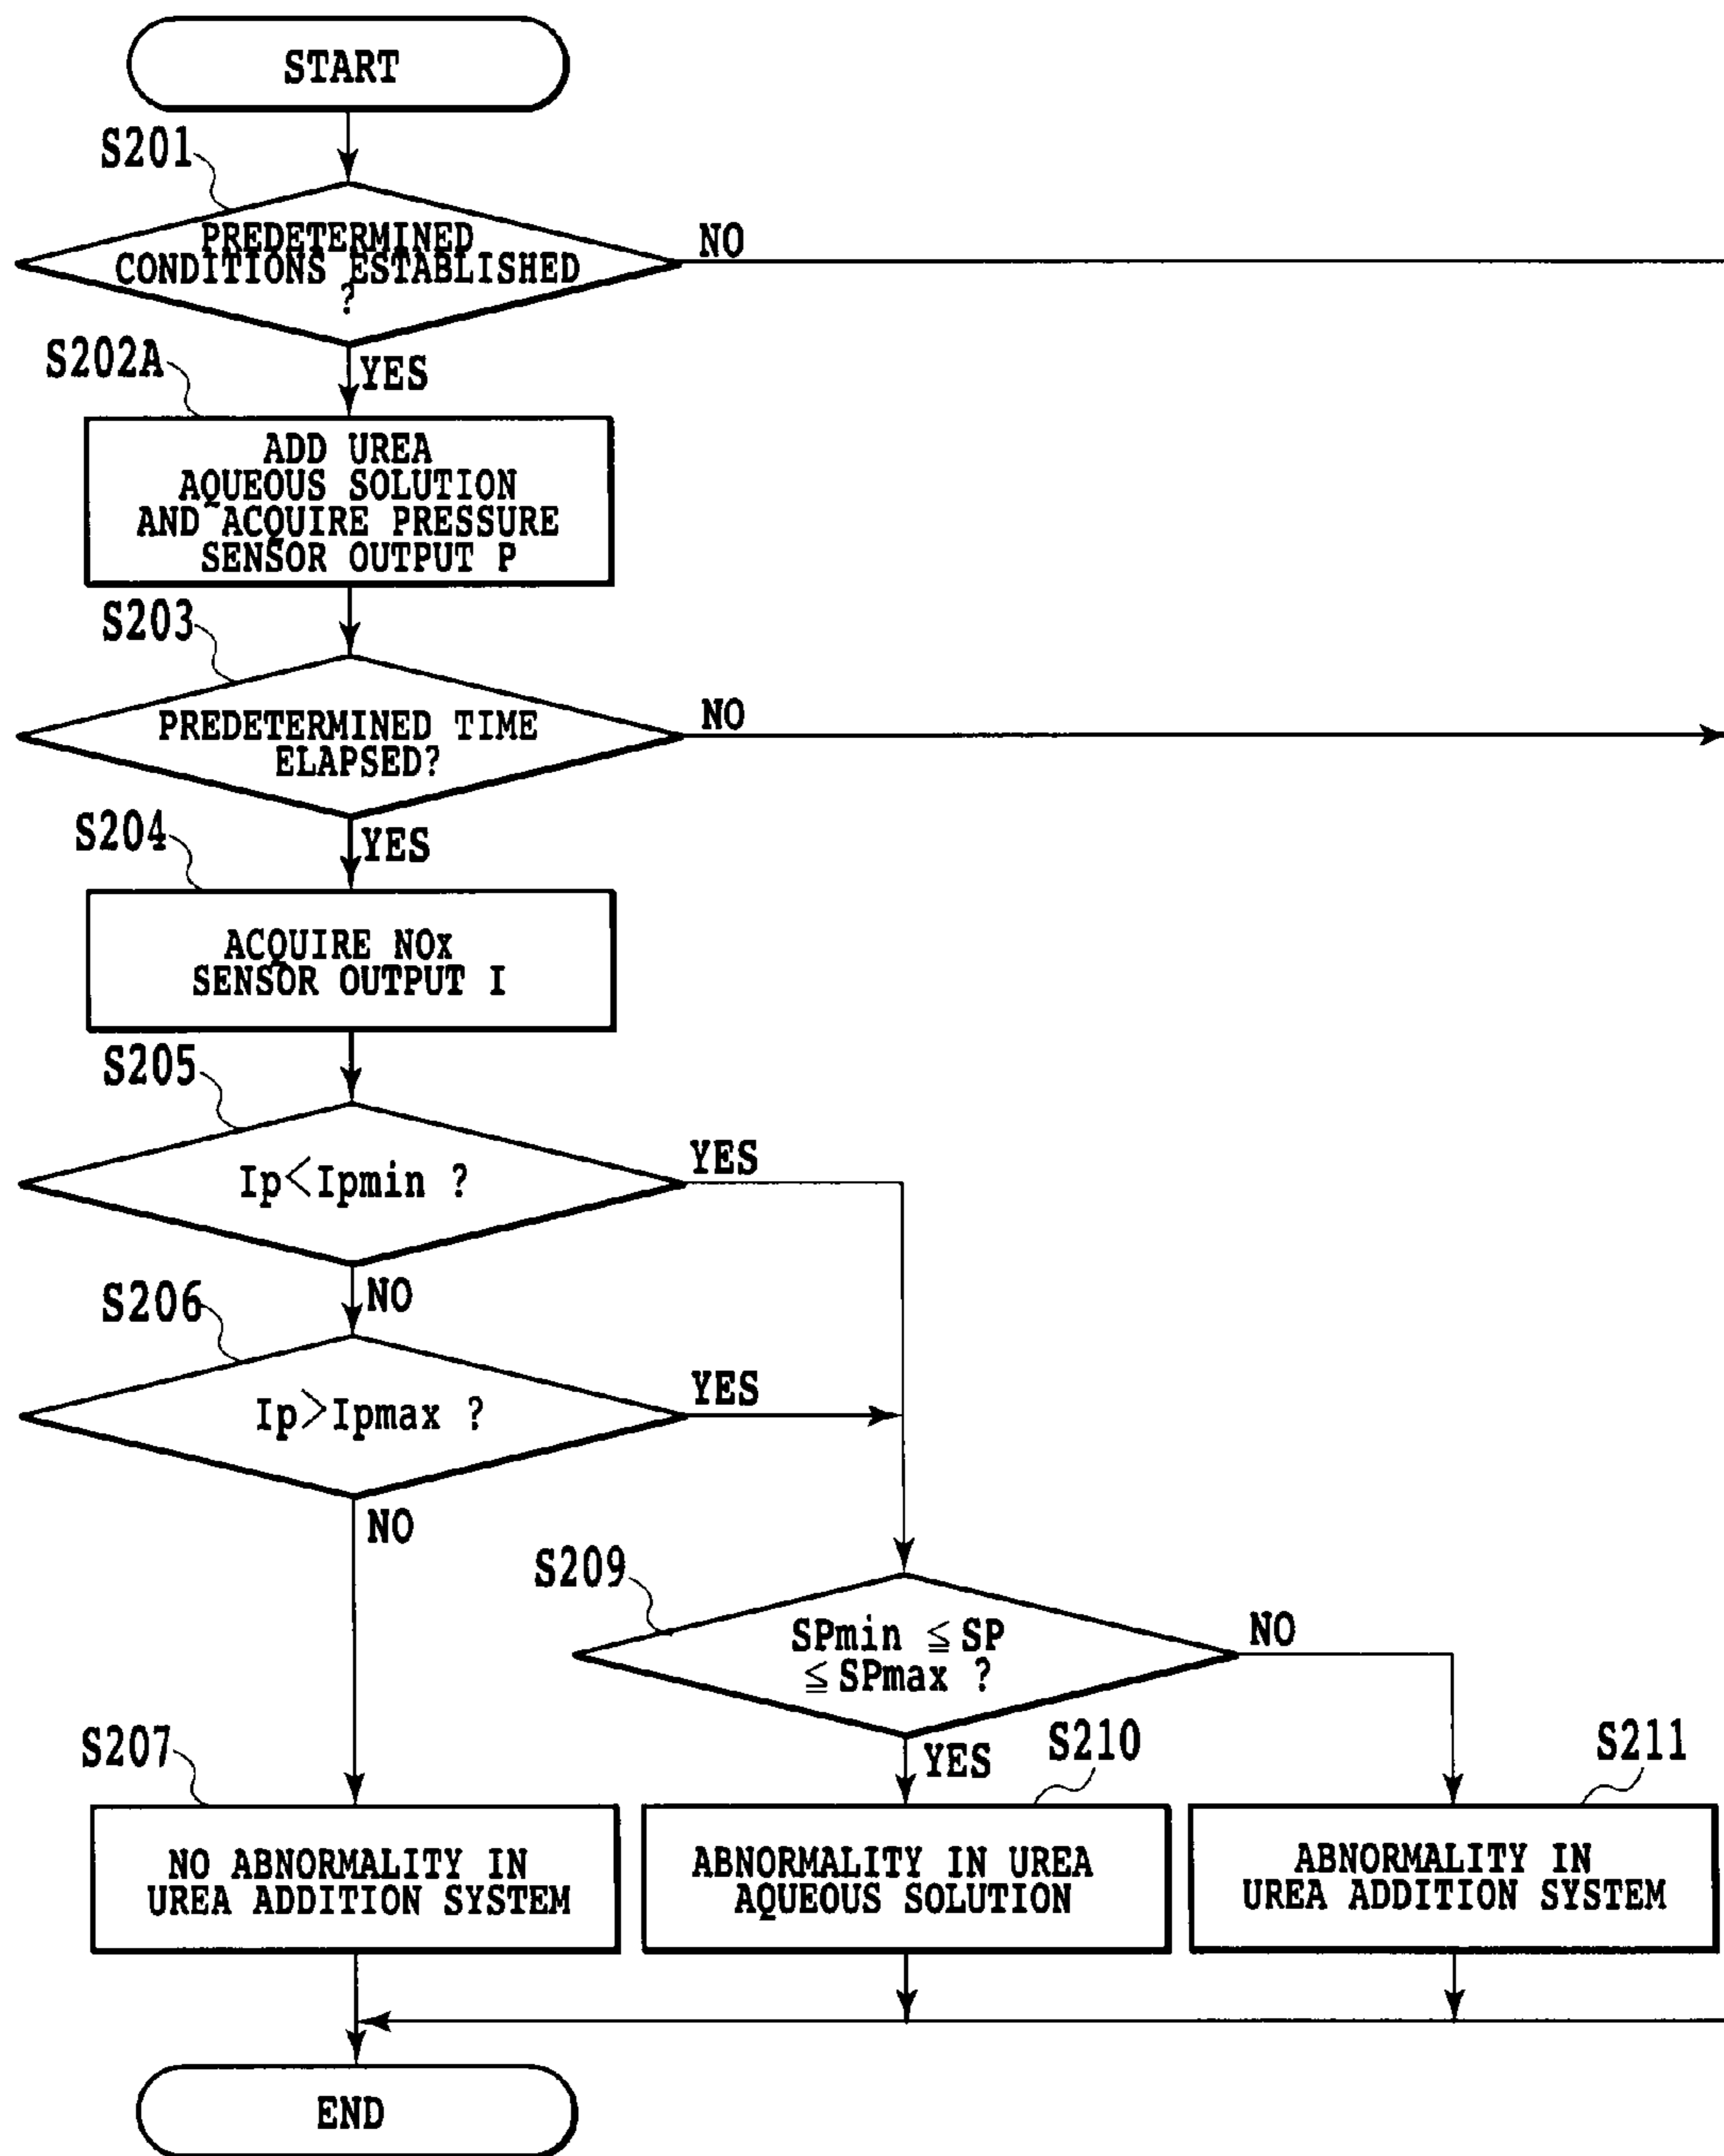 START
S201
PREDETERMINED
CONDITIONS ESTABLISHED
?
NO
YES
S202A
ADD UREA
AQUEOUS SOLUTION
AND ACQUIRE PRESSURE
SENSOR OUTPUT P
S203
PREDETERMINED TIME
ELAPSED?
NO
YES
S204
ACQUIRE NOx
SENSOR OUTPUT I
S205
Ip<Ipmin ?
YES
NO
S206
Ip>Ipmax ?
YES
NO
S209
SPmin ≦SP
≦SPmax ?
NO
YES
S207
NO ABNORMALITY IN
UREA ADDITION SYSTEM
S210
ABNORMALITY IN UREA
AQUEOUS SOLUTION
S211
ABNORMALITY IN
UREA ADDITION SYSTEM
END